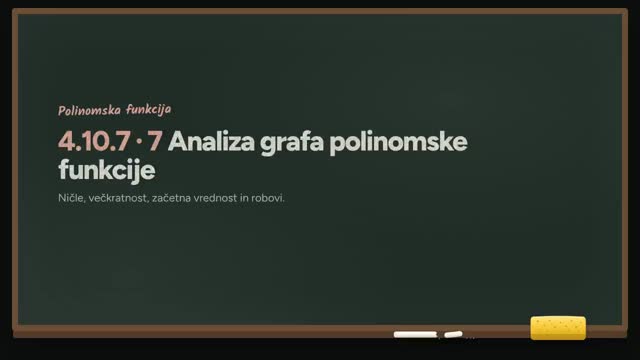 Polinomska funkcija
4.10.7 · 7 Analiza grafa polinomske
funkcije
Ničle, večkratnost, začetna vrednost in robovi.